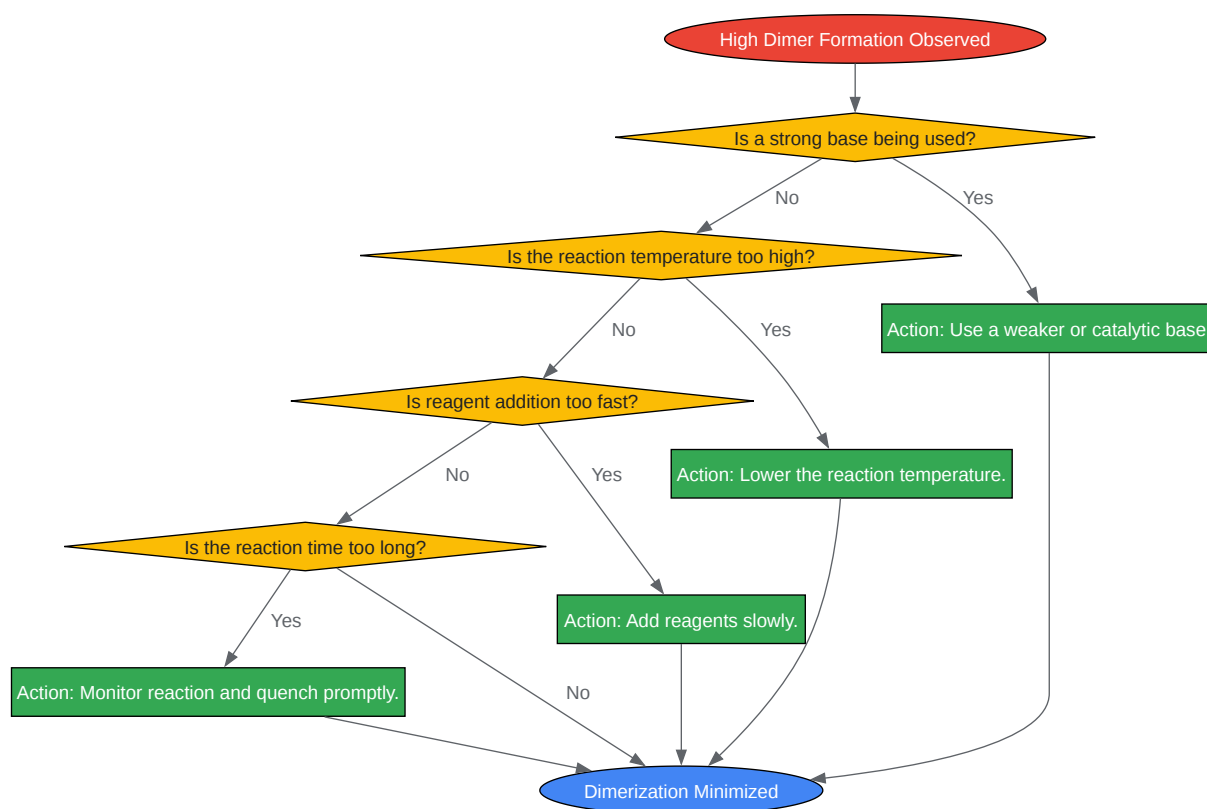 High Dimer Formation Observed
Is a strong base being used?
No
Yes
Is the reaction temperature too high?
No
Yes
Action: Use a weaker or catalytic base
Is reagent addition too fast?
No
Yes
Action: Lower the reaction temperature.
Is the reaction time too long?
Yes
No
Action: Add reagents slowly.
Action: Monitor reaction and quench promptly.
Dimerization Minimized